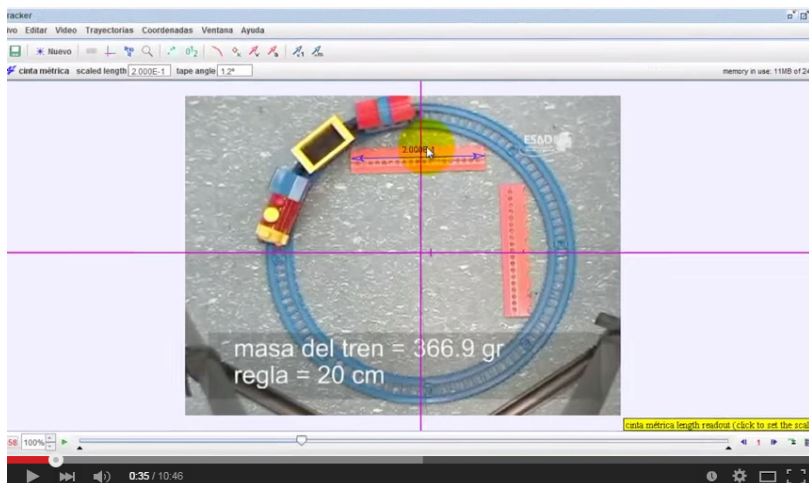 racker
ivo Editar Video Trayectorias Coordenadas Ventana Ayuda
Nuevo
cinta métrica scaled length 2.000E-1 tape angle 1.2° memory in use: 11MB of 24
2.000E-1
ESAD
masa del tren = 366.9 gr
regla = 20 cm
cinta métrica length readout (click to set the scal
58 100% 1
0:35 / 10:46